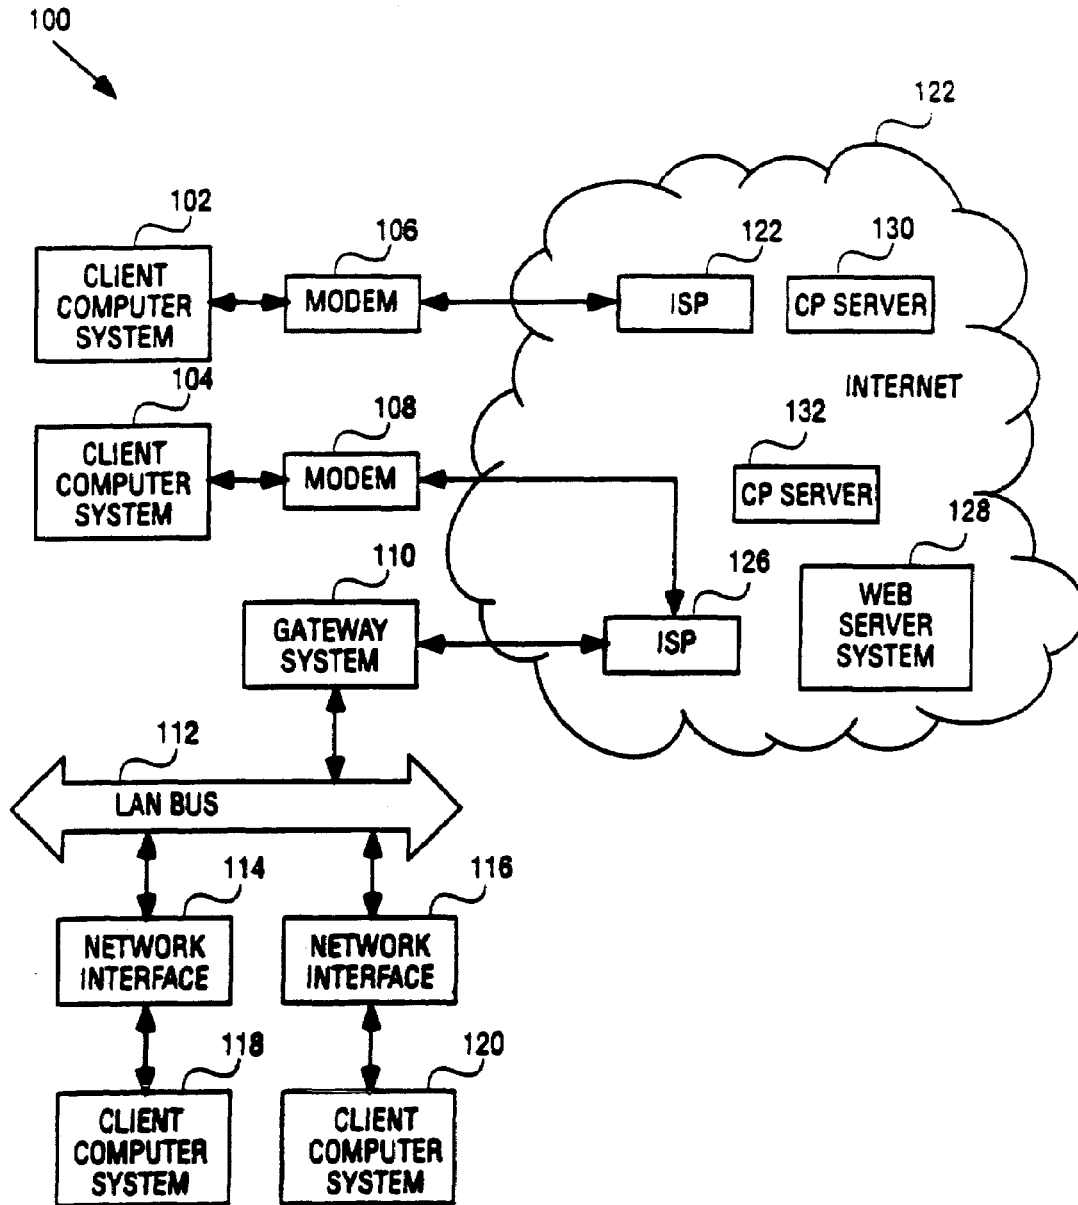 100
122
102
CLIENT
COMPUTER
SYSTEM
106
MODEM
122
ISP
130
CP SERVER
INTERNET
104
CLIENT
COMPUTER
SYSTEM
108
MODEM
132
CP SERVER
128
WEB
SERVER
SYSTEM
110
GATEWAY
SYSTEM
126
ISP
112
LAN BUS
114
NETWORK
INTERFACE
116
NETWORK
INTERFACE
118
CLIENT
COMPUTER
SYSTEM
120
CLIENT
COMPUTER
SYSTEM